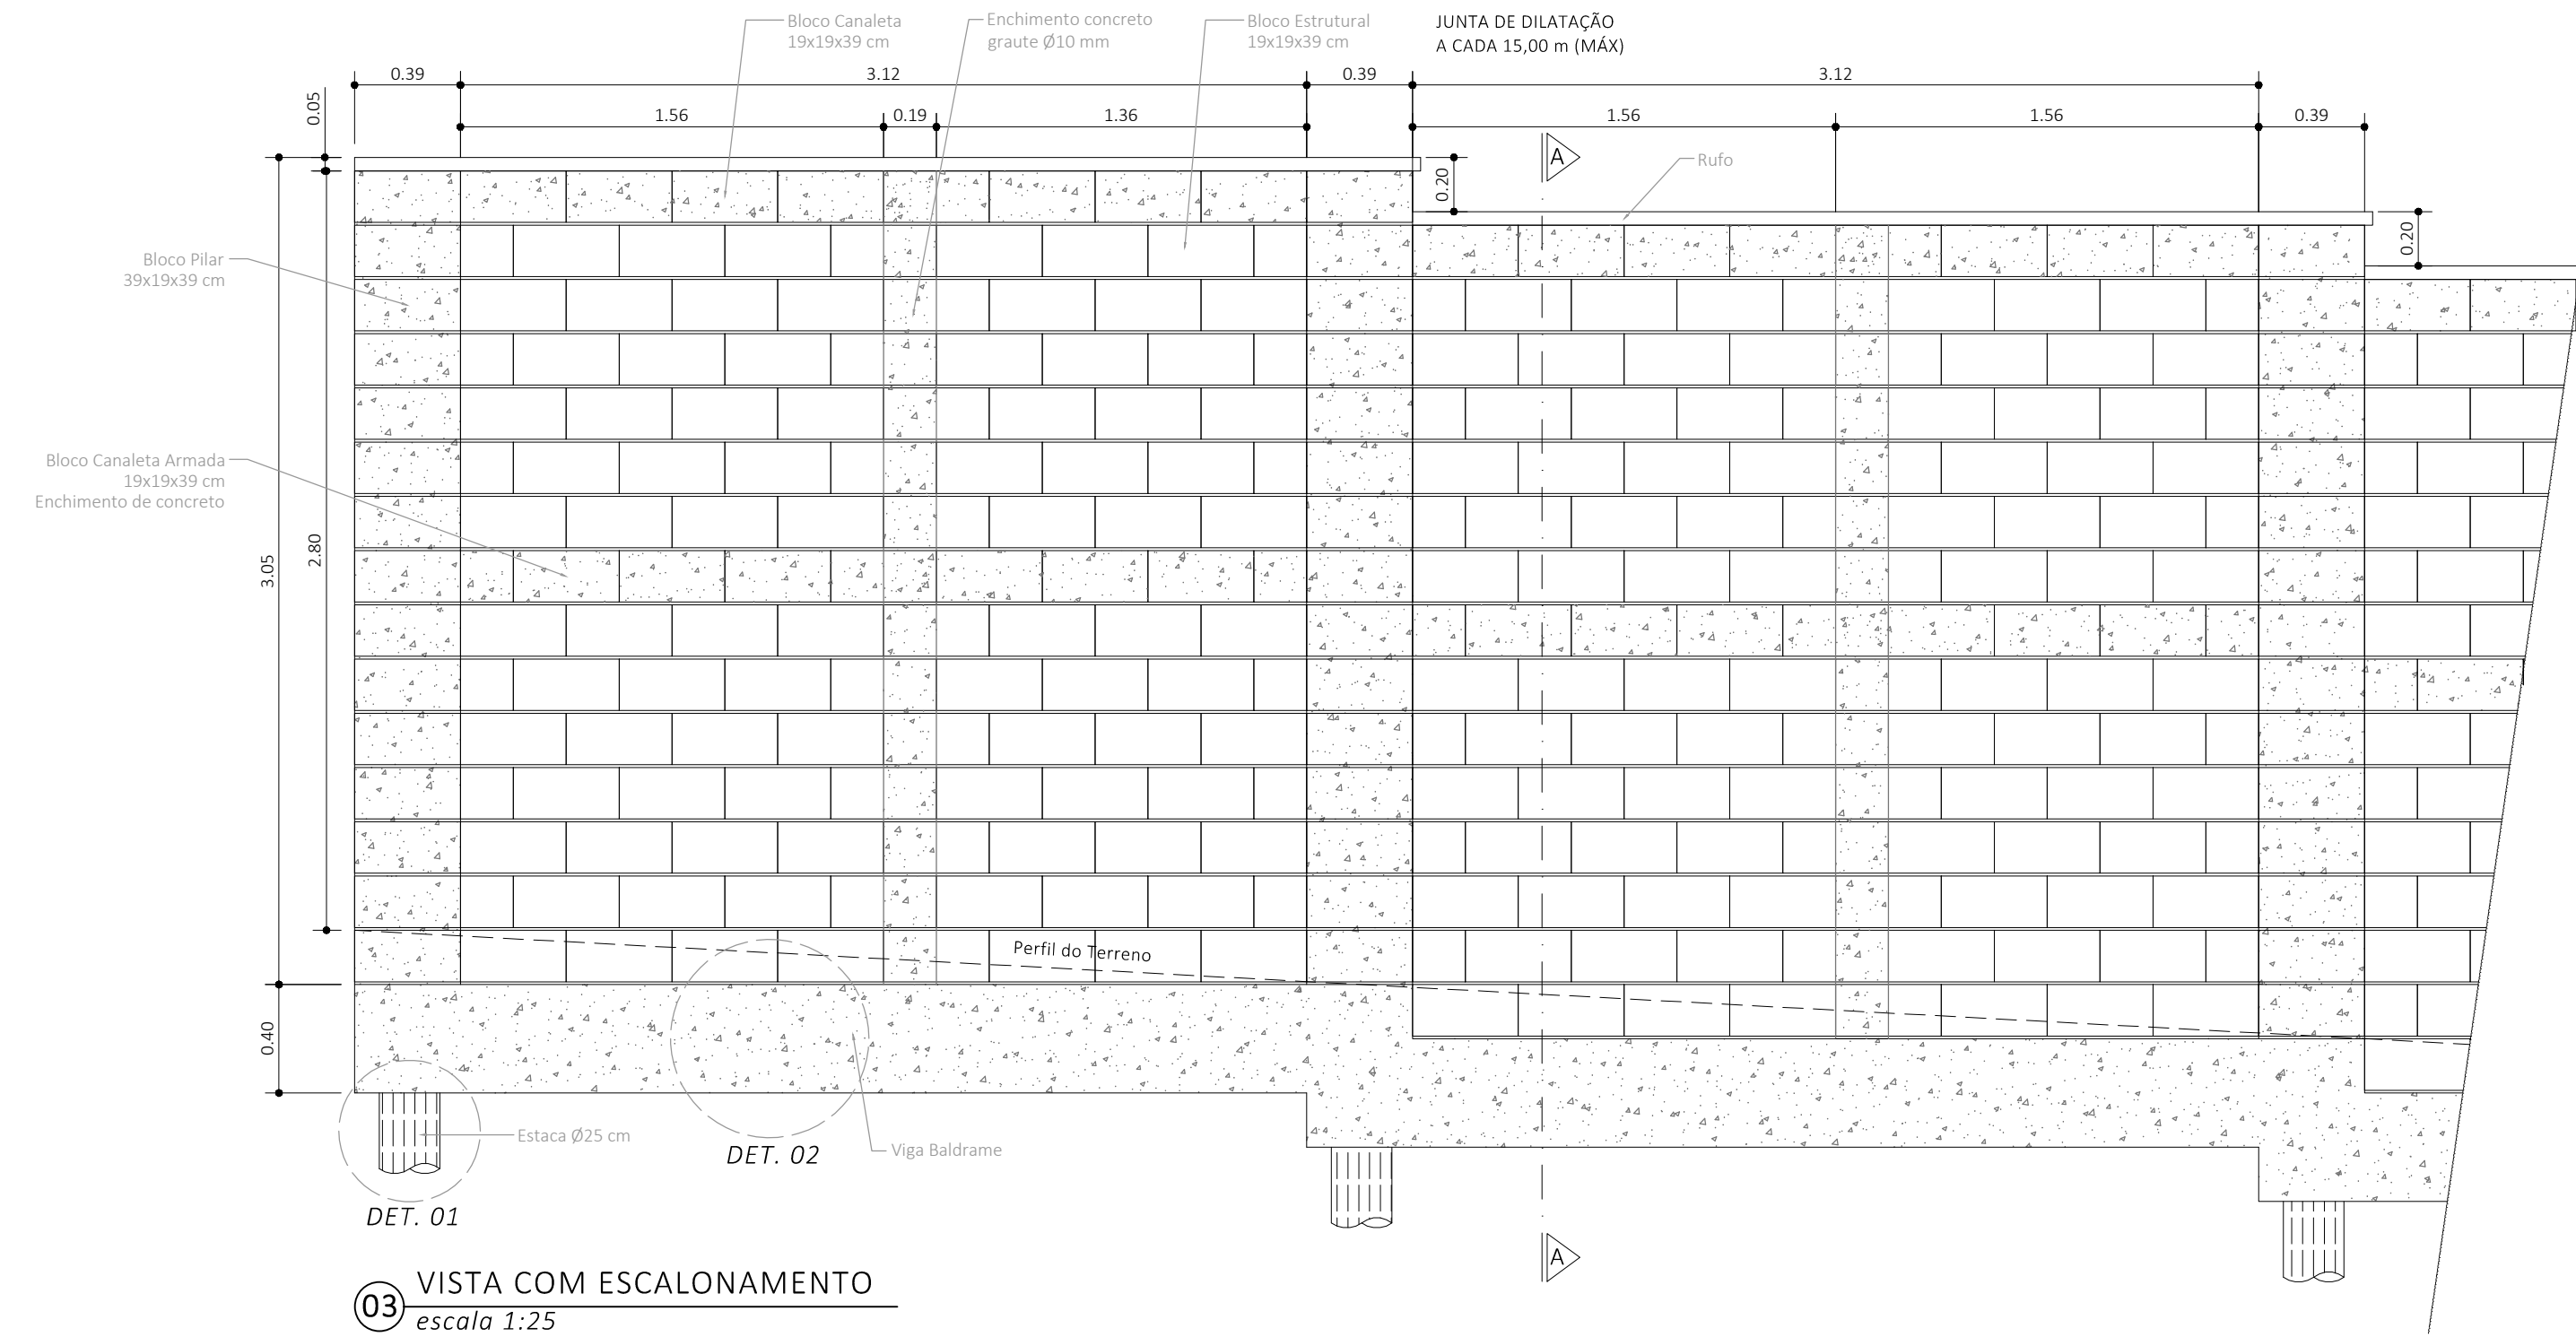 Bloco Canaleta
19x19x39 cm
Enchimento concreto
graute Ø10 mm
Bloco Estrutural
19x19x39 cm
JUNTA DE DILATAÇÃO
A CADA 15,00 m (MÁX)
0.39
3.12
0.39
3.12
0.05
1.56
0.19
1.36
1.56
1.56
0.39
A
Rufo
0.20
0.20
Bloco Pilar
39x19x39 cm
Bloco Canaleta Armada
19x19x39 cm
Enchimento de concreto
3.05
2.80
Perfil do Terreno
0.40
Estaca Ø25 cm
Viga Baldrame
DET. 02
DET. 01
A
03
VISTA COM ESCALONAMENTO
escala 1:25